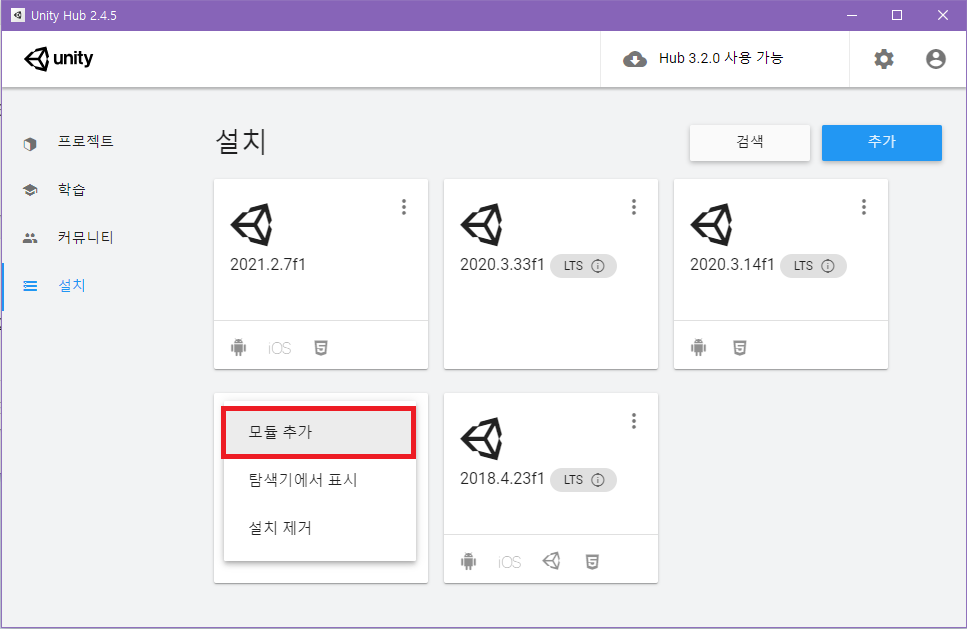 Unity Hub 2.4.5
unity
Hub 3.2.0 사용 가능
프로젝트
학습
커뮤니티
설치
설치
검색
추가
2021.2.7f1
iOS
2020.3.33f1 LTS
2020.3.14f1 LTS
모듈 추가
탐색기에서 표시
설치 제거
2018.4.23f1 LTS
iOS